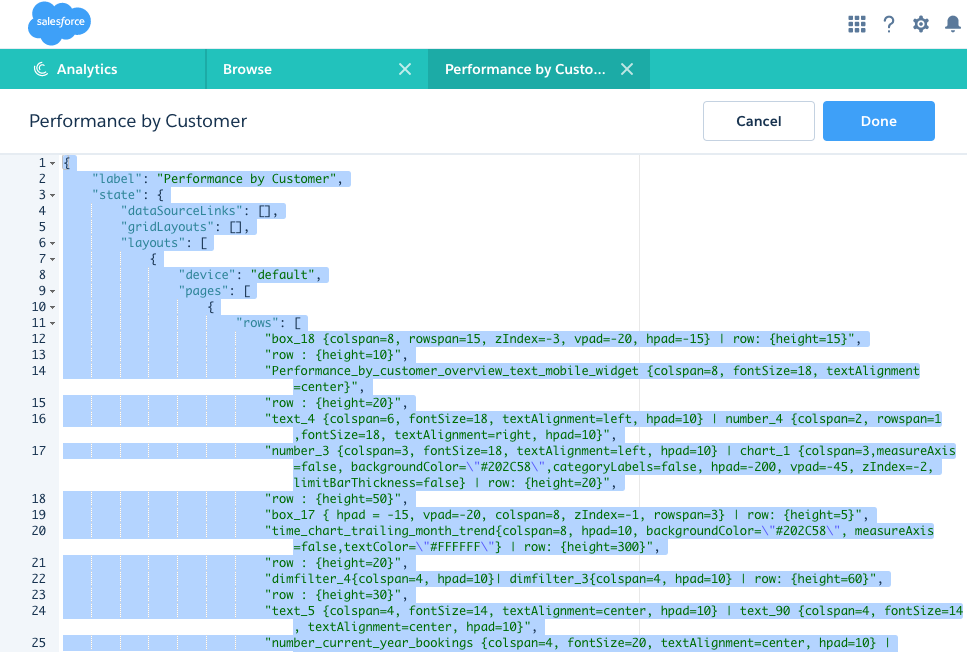 salesforce
Analytics
Browse
Performance by Custo...
Performance by Customer
Cancel
Done
1 {
2 "label": "Performance by Customer",
3 "state": {
4 "dataSourceLinks": [],
5 "gridLayouts": [],
6 "layouts": [
7 {
8 "device": "default",
9 "pages": [
10 {
11 "rows": [
12 "box_18 {colspan=8, rowspan=15, zIndex=-3, vpad=-20, hpad=-15} | row: {height=15}",
13 "row : {height=10}",
14 "Performance_by_customer_overview_text_mobile_widget {colspan=8, fontSize=18, textAlignment
=center}",
15 "row : {height=20}",
16 "text_4 {colspan=6, fontSize=18, textAlignment=left, hpad=10} | number_4 {colspan=2, rowspan=1
,fontSize=18, textAlignment=right, hpad=10}",
17 "number_3 {colspan=3, fontSize=18, textAlignment=left, hpad=10} | chart_1 {colspan=3,measureAxis
=false, backgroundColor=\"#202C58\",categoryLabels=false, hpad=-200, vpad=-45, zIndex=-2,
limitBarThickness=false} | row: {height=20}",
18 "row : {height=50}",
19 "box_17 { hpad = -15, vpad=-20, colspan=8, zIndex=-1, rowspan=3} | row: {height=5}",
20 "time_chart_trailing_month_trend{colspan=8, hpad=10, backgroundColor=\"#202C58\", measureAxis
=false,textColor=\"#FFFFFF\"} | row: {height=300}",
21 "row : {height=20}",
22 "dimfilter_4{colspan=4, hpad=10}| dimfilter_3{colspan=4, hpad=10} | row: {height=60}",
23 "row : {height=30}",
24 "text_5 {colspan=4, fontSize=14, textAlignment=center, hpad=10} | text_90 {colspan=4, fontSize=14
, textAlignment=center, hpad=10}",
25 "number_current_year_bookings {colspan=4, fontSize=20, textAlignment=center, hpad=10} |